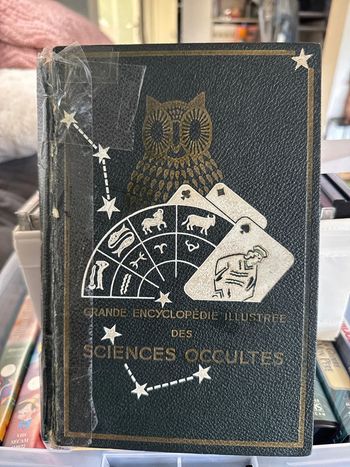 GRANDE ENCYCLOPÉDIE ILLUSTRÉE
DES
SCIENCES OCCULTES